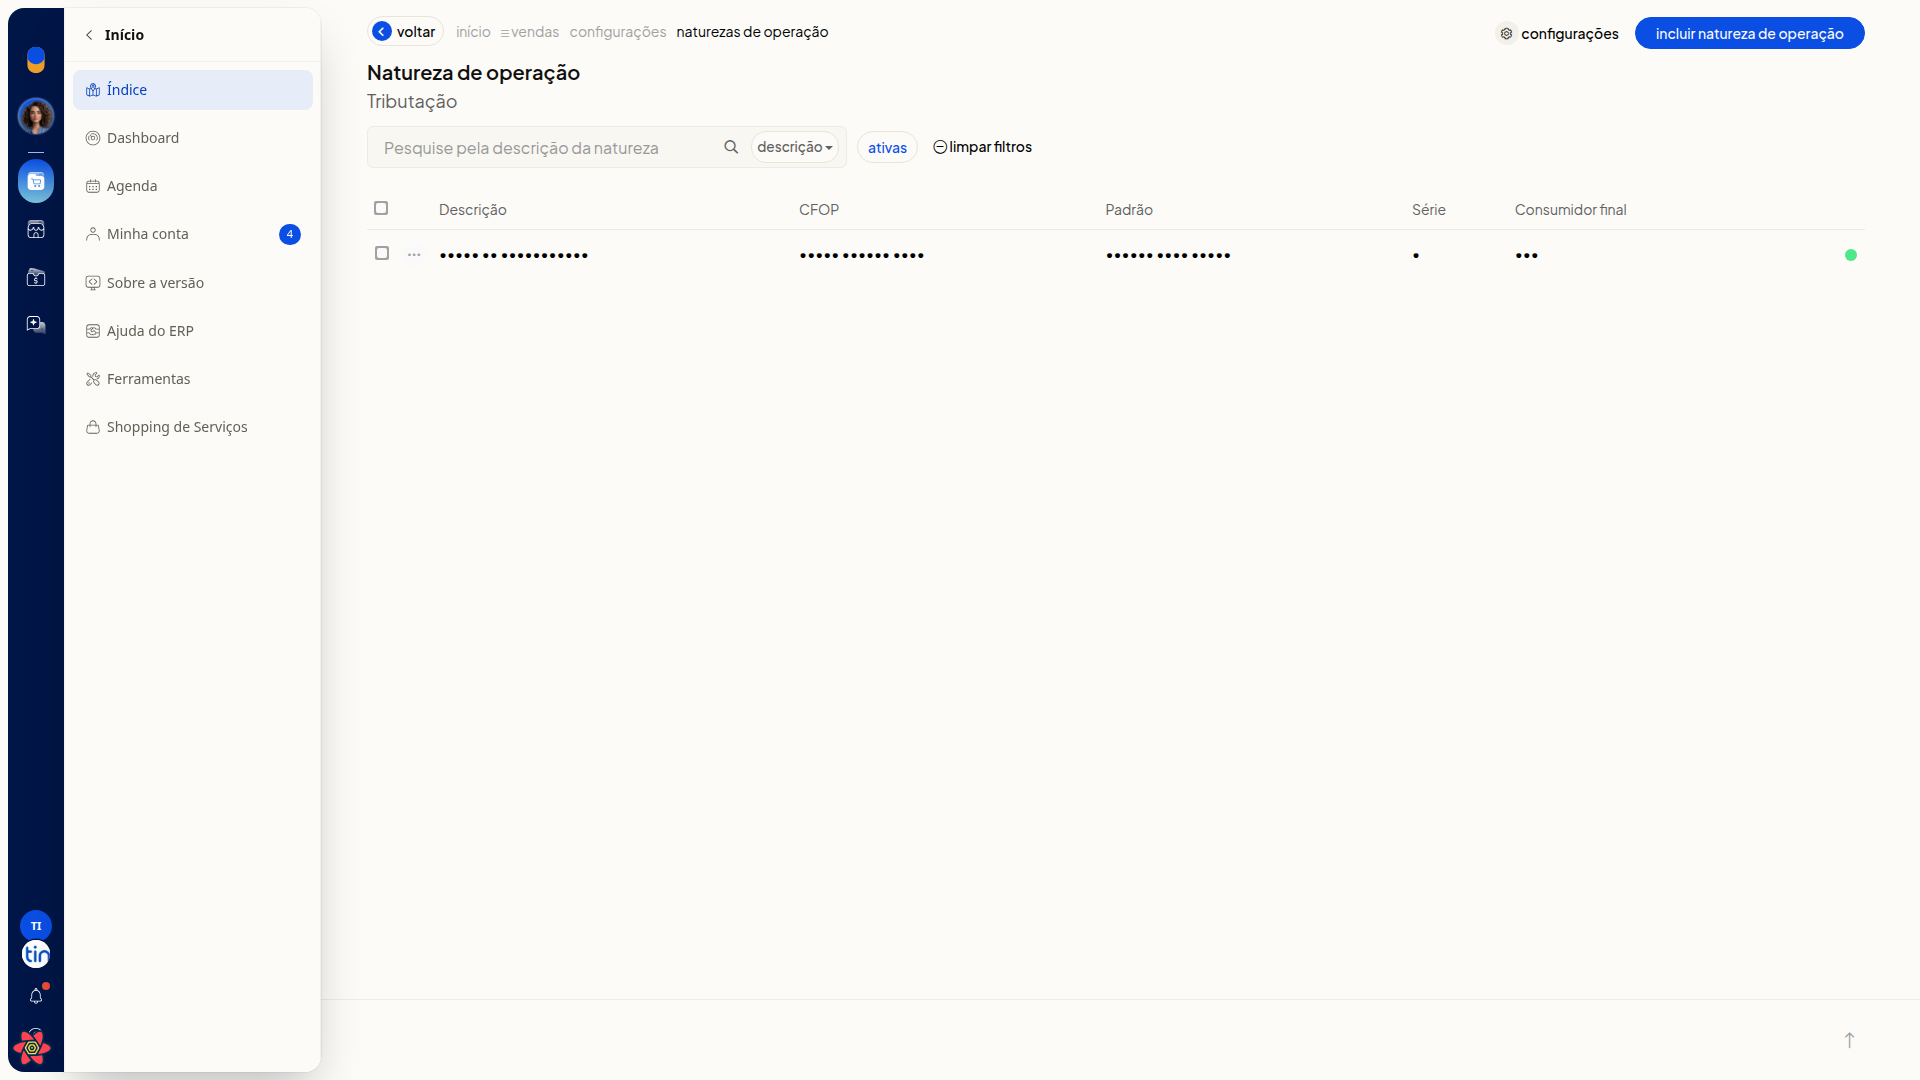 Início
Índice
Dashboard
Agenda
Minha conta 4
Sobre a versão
Ajuda do ERP
Ferramentas
Shopping de Serviços
TI
tin
voltar início vendas configurações naturezas de operação
configurações incluir natureza de operação
Natureza de operação
Tributação
Pesquise pela descrição da natureza descrição ativas limpar filtros
Descrição CFOP Padrão Série Consumidor final
••••• •• ••••••••••• ••••• •••••• •••• •••••• •••• ••••• • •••